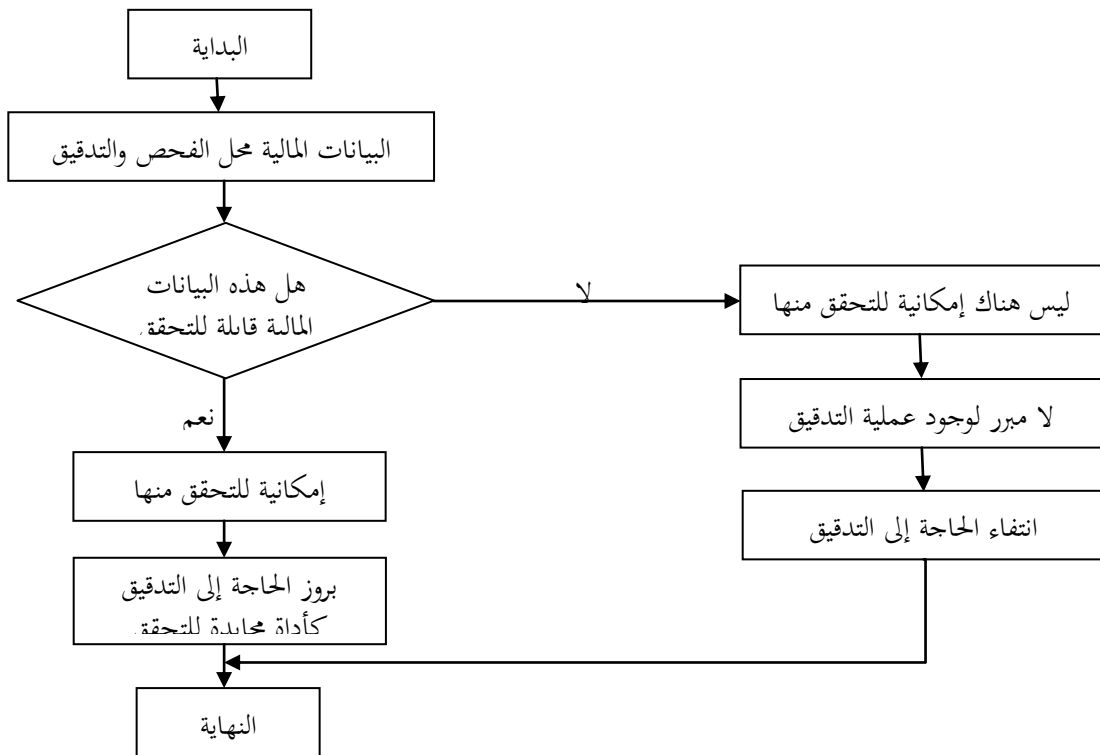 البداية
البيانات المالية محل الفحص والتدقيق
هل هذه البيانات
المالية قابلة للتحقق
لا
ليس هناك إمكانية للتحقق منها
لا مبرر لوجود عملية التدقيق
انتفاء الحاجة إلى التدقيق
نعم
إمكانية للتحقق منها
بروز الحاجة إلى التدقيق
كأداة محايدة للتحقق
النهاية